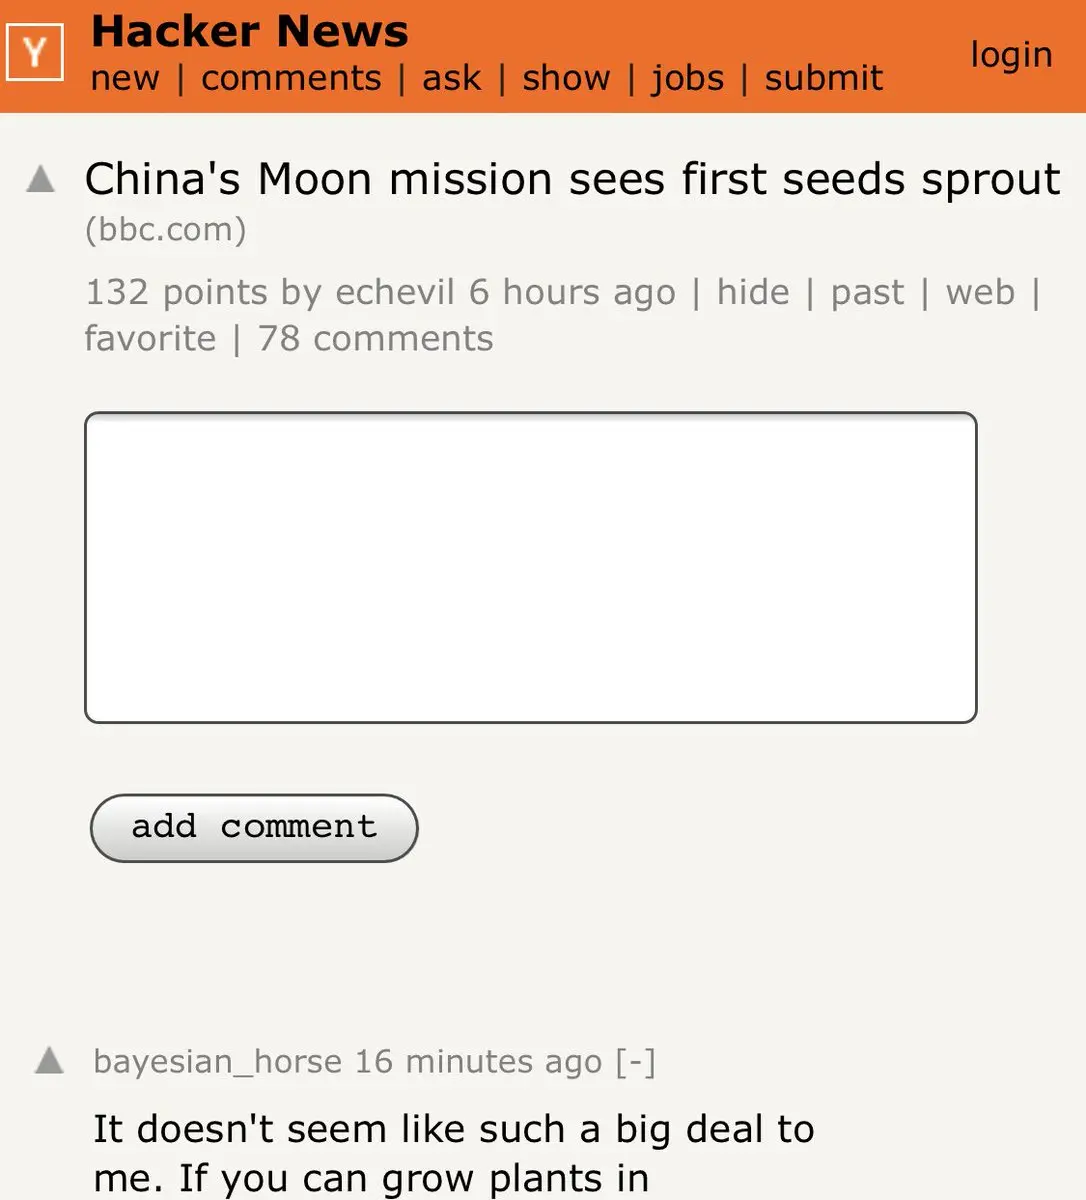 Y
Hacker News
new | comments | ask | show | jobs | submit
login
China's Moon mission sees first seeds sprout
(bbc.com)
132 points by echevil 6 hours ago | hide | past | web |
favorite | 78 comments
add comment
bayesian_horse 16 minutes ago [-]
It doesn't seem like such a big deal to
me. If you can grow plants in